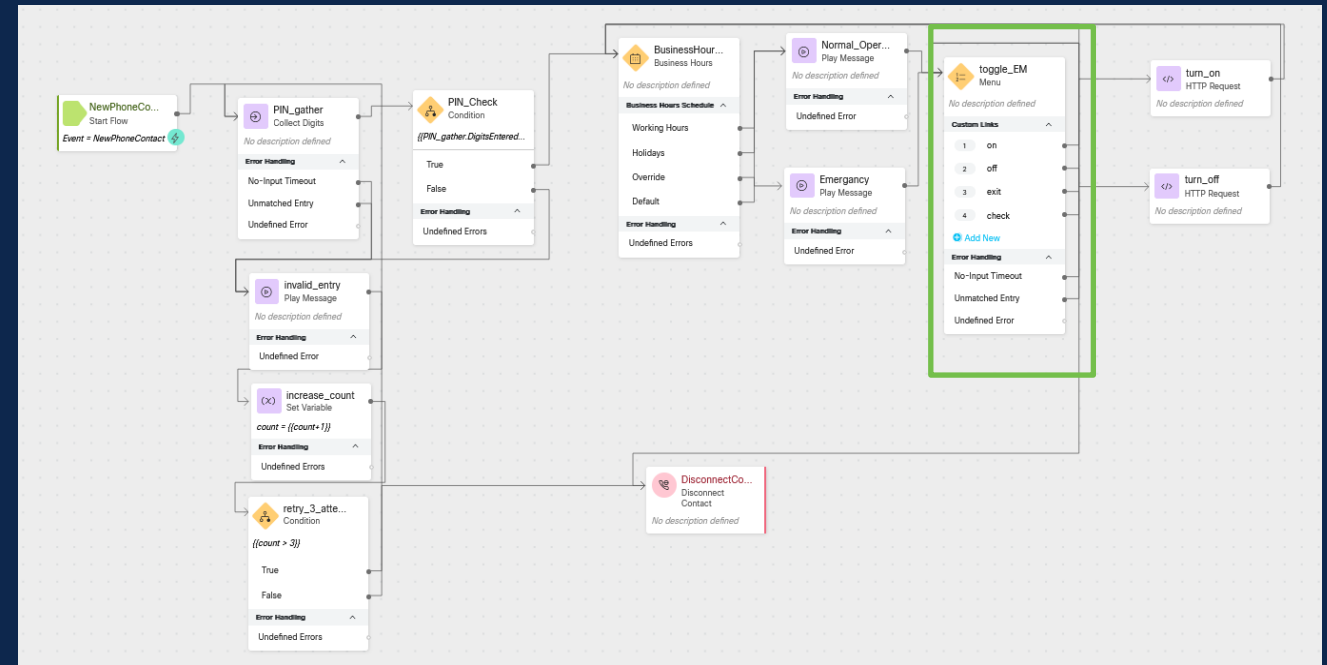 NewPhoneCo...
Start Flow
Event = NewPhoneContact
PIN_gather
Collect Digits
No description defined
Error Handling
No-Input Timeout
Unmatched Entry
Undefined Error
PIN_Check
Condition
{{PIN_gather.DigitsEntered...
True
False
Error Handling
Undefined Errors
invalid_entry
Play Message
No description defined
Error Handling
Undefined Error
increase_count
Set Variable
count = {{count+1}}
Error Handling
Undefined Errors
retry_3_atte...
Condition
{{count > 3}}
True
False
Error Handling
Undefined Errors
BusinessHour...
Business Hours
No description defined
Business Hours Schedule
Working Hours
Holidays
Override
Default
Error Handling
Undefined Errors
Normal_Oper...
Play Message
No description defined
Error Handling
Undefined Error
Emergancy
Play Message
No description defined
Error Handling
Undefined Error
toggle_EM
Menu
No description defined
Custom Links
1 on
2 off
3 exit
4 check
Add New
Error Handling
No-Input Timeout
Unmatched Entry
Undefined Error
turn_on
HTTP Request
No description defined
turn_off
HTTP Request
No description defined
DisconnectCo...
Disconnect
Contact
No description defined